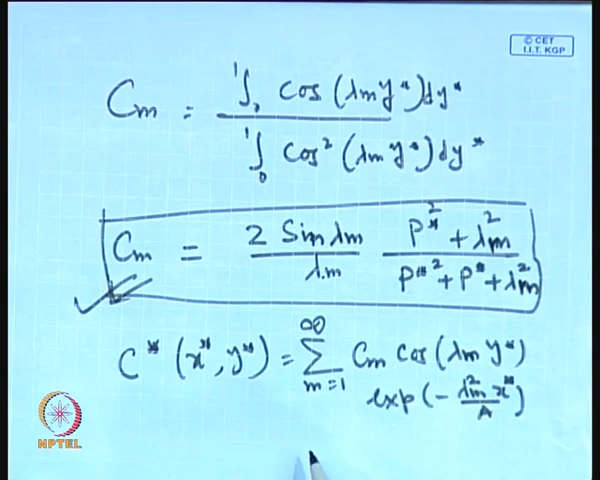 © CET
I.I.T. KGP
Cm = ∫₀¹ cos (λm y*) dy* / ∫₀¹ cos² (λm y*) dy*
Cm = 2 Sin λm / λm · P*² + λm² / P*² + P* + λm²
C* (x*, y*) = ∑_{m=1}^{∞} Cm cos (λm y*)
exp (- λm² x* / A)
NPTEL